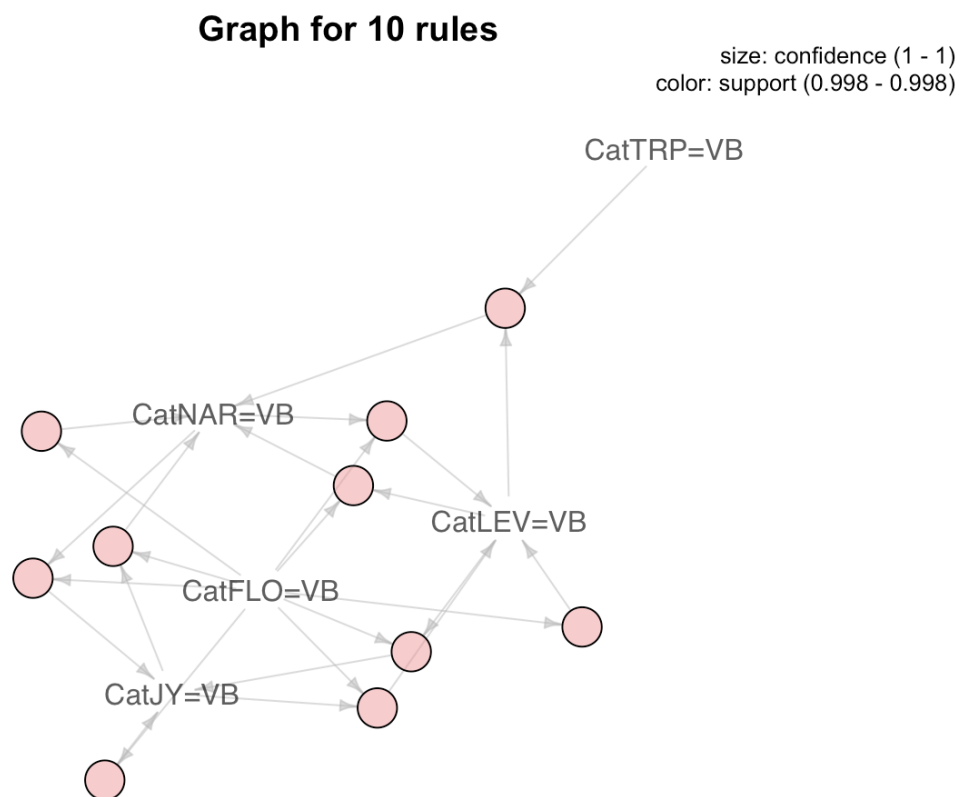 Graph for 10 rules
size: confidence (1 - 1)
color: support (0.998 - 0.998)
CatTRP=VB
CatNAR=VB
CatLEV=VB
CatFLO=VB
CatJY=VB